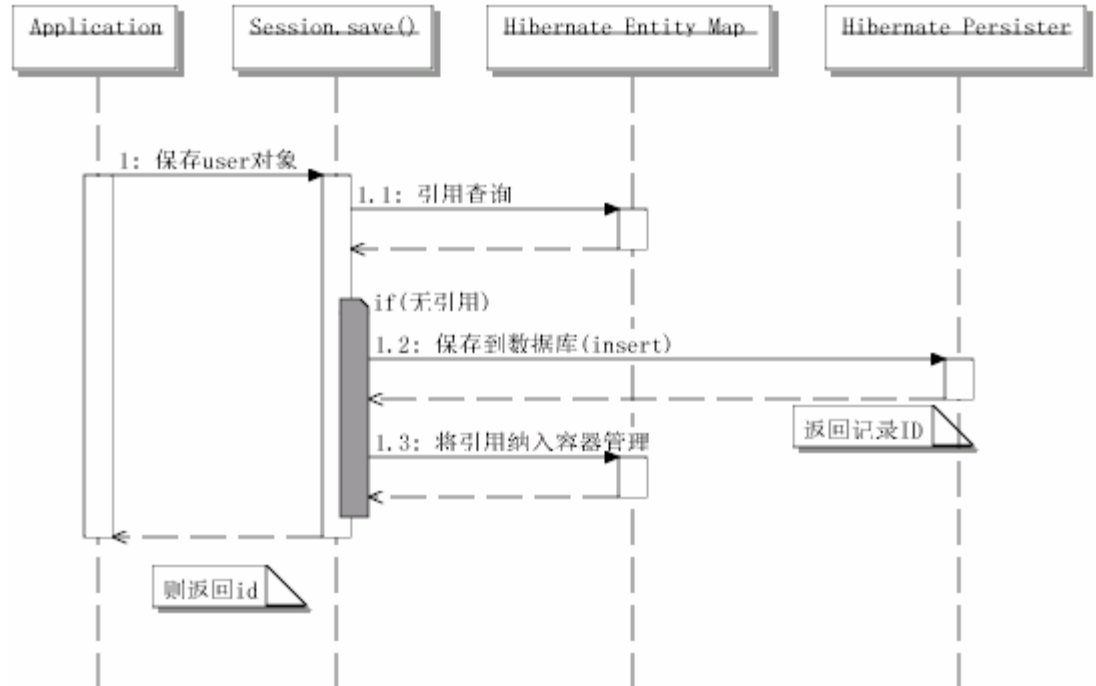 Application
Session.save()
Hibernate Entity Map
Hibernate Persister
1: 保存user对象
1.1: 引用查询
if(无引用)
1.2: 保存到数据库(insert)
返回记录ID
1.3: 将引用纳入容器管理
则返回id